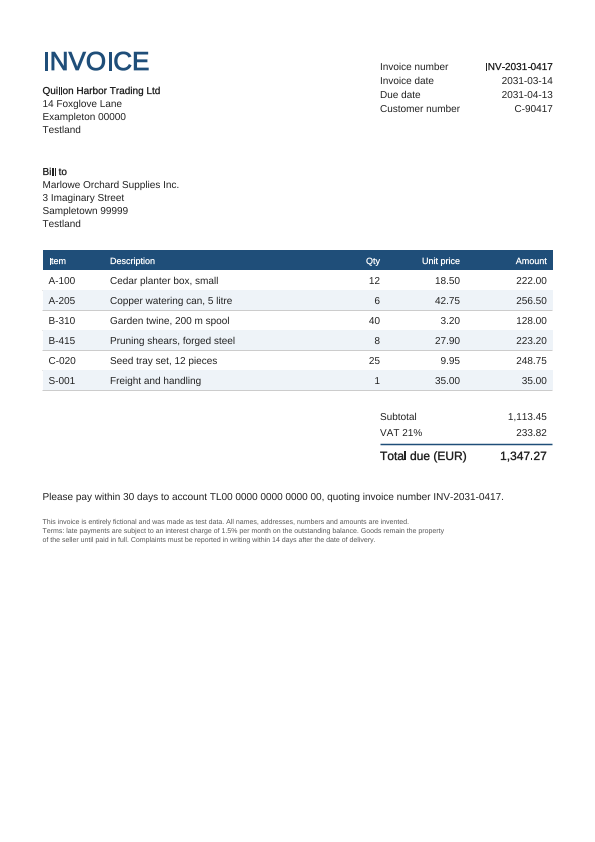 INVOICE
Quillon Harbor Trading Ltd
14 Foxglove Lane
Exampleton 00000
Testland
Invoice number INV-2031-0417
Invoice date 2031-03-14
Due date 2031-04-13
Customer number C-90417
Bill to
Marlowe Orchard Supplies Inc.
3 Imaginary Street
Sampletown 99999
Testland
Item Description Qty Unit price Amount
A-100 Cedar planter box, small 12 18.50 222.00
A-205 Copper watering can, 5 litre 6 42.75 256.50
B-310 Garden twine, 200 m spool 40 3.20 128.00
B-415 Pruning shears, forged steel 8 27.90 223.20
C-020 Seed tray set, 12 pieces 25 9.95 248.75
S-001 Freight and handling 1 35.00 35.00
Subtotal 1,113.45
VAT 21% 233.82
Total due (EUR) 1,347.27
Please pay within 30 days to account TL00 0000 0000 0000 00, quoting invoice number INV-2031-0417.
This invoice is entirely fictional and was made as test data. All names, addresses, numbers and amounts are invented.
Terms: late payments are subject to an interest charge of 1.5% per month on the outstanding balance. Goods remain the property
of the seller until paid in full. Complaints must be reported in writing within 14 days after the date of delivery.